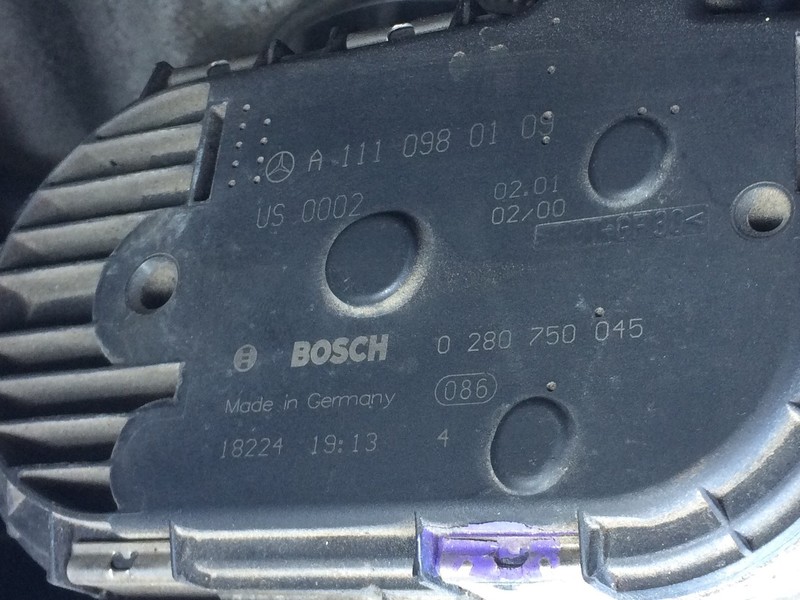 A 111 098 01 09
US 0002
02.01
02/00
BOSCH 0 280 750 045
Made in Germany 086
18224 19:13 4